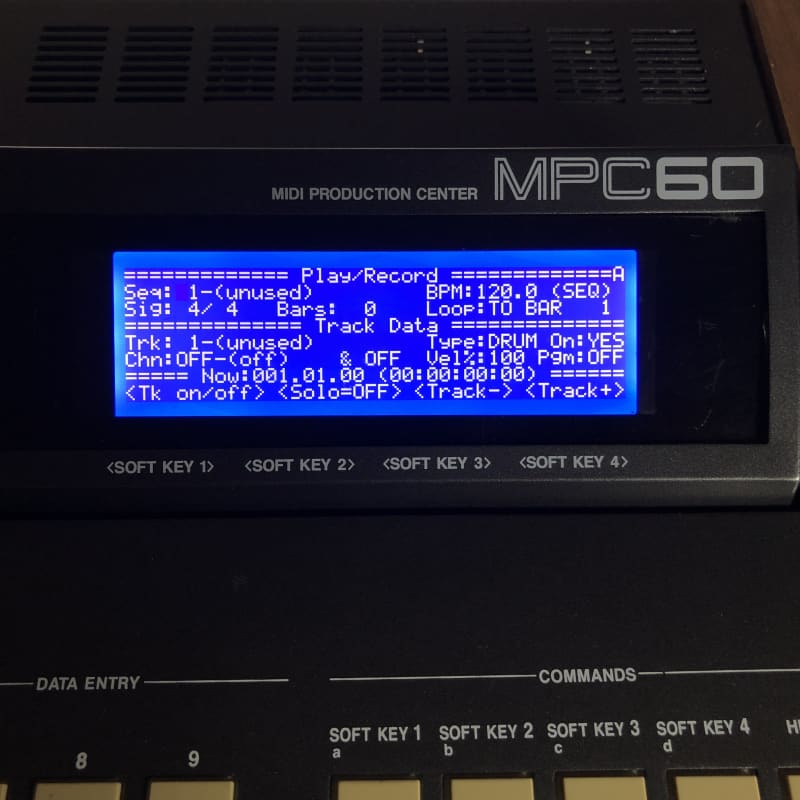 MIDI PRODUCTION CENTER MPC60
============= Play/Record =============A
Seq: 1-(unused) BPM:120.0 (SEQ)
Sig: 4/ 4 Bars: 0 Loop:TO BAR 1
============== Track Data ==============
Trk: 1-(unused) Type:DRUM On:YES
Chn:OFF-(off) & OFF Vel%:100 Pgm:OFF
===== Now:001.01.00 (00:00:00:00) ======
<Tk on/off> <Solo=OFF> <Track-> <Track+>
<SOFT KEY 1> <SOFT KEY 2> <SOFT KEY 3> <SOFT KEY 4>
DATA ENTRY COMMANDS
SOFT KEY 1 SOFT KEY 2 SOFT KEY 3 SOFT KEY 4
a b c d
8 9